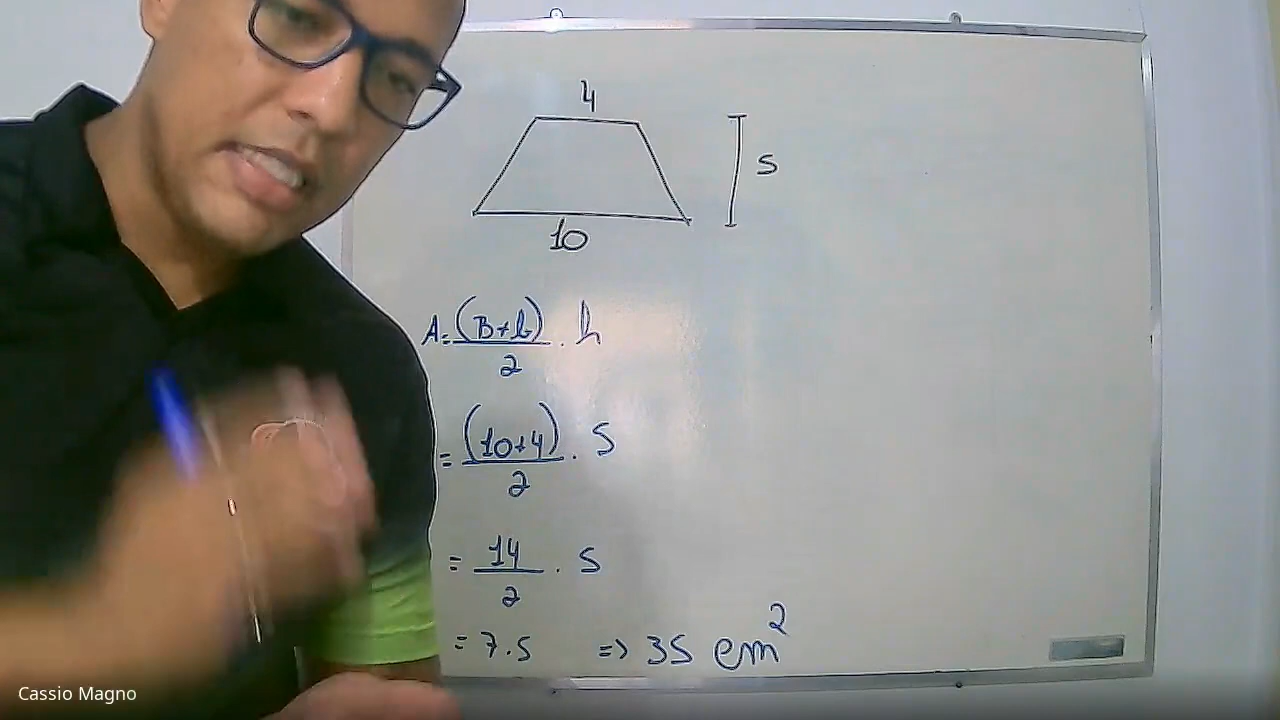 4
5
10
A = (B+b)/2 . h
= (10+4)/2 . 5
= 14/2 . 5
= 7.5 => 35 cm²
Cassio Magno